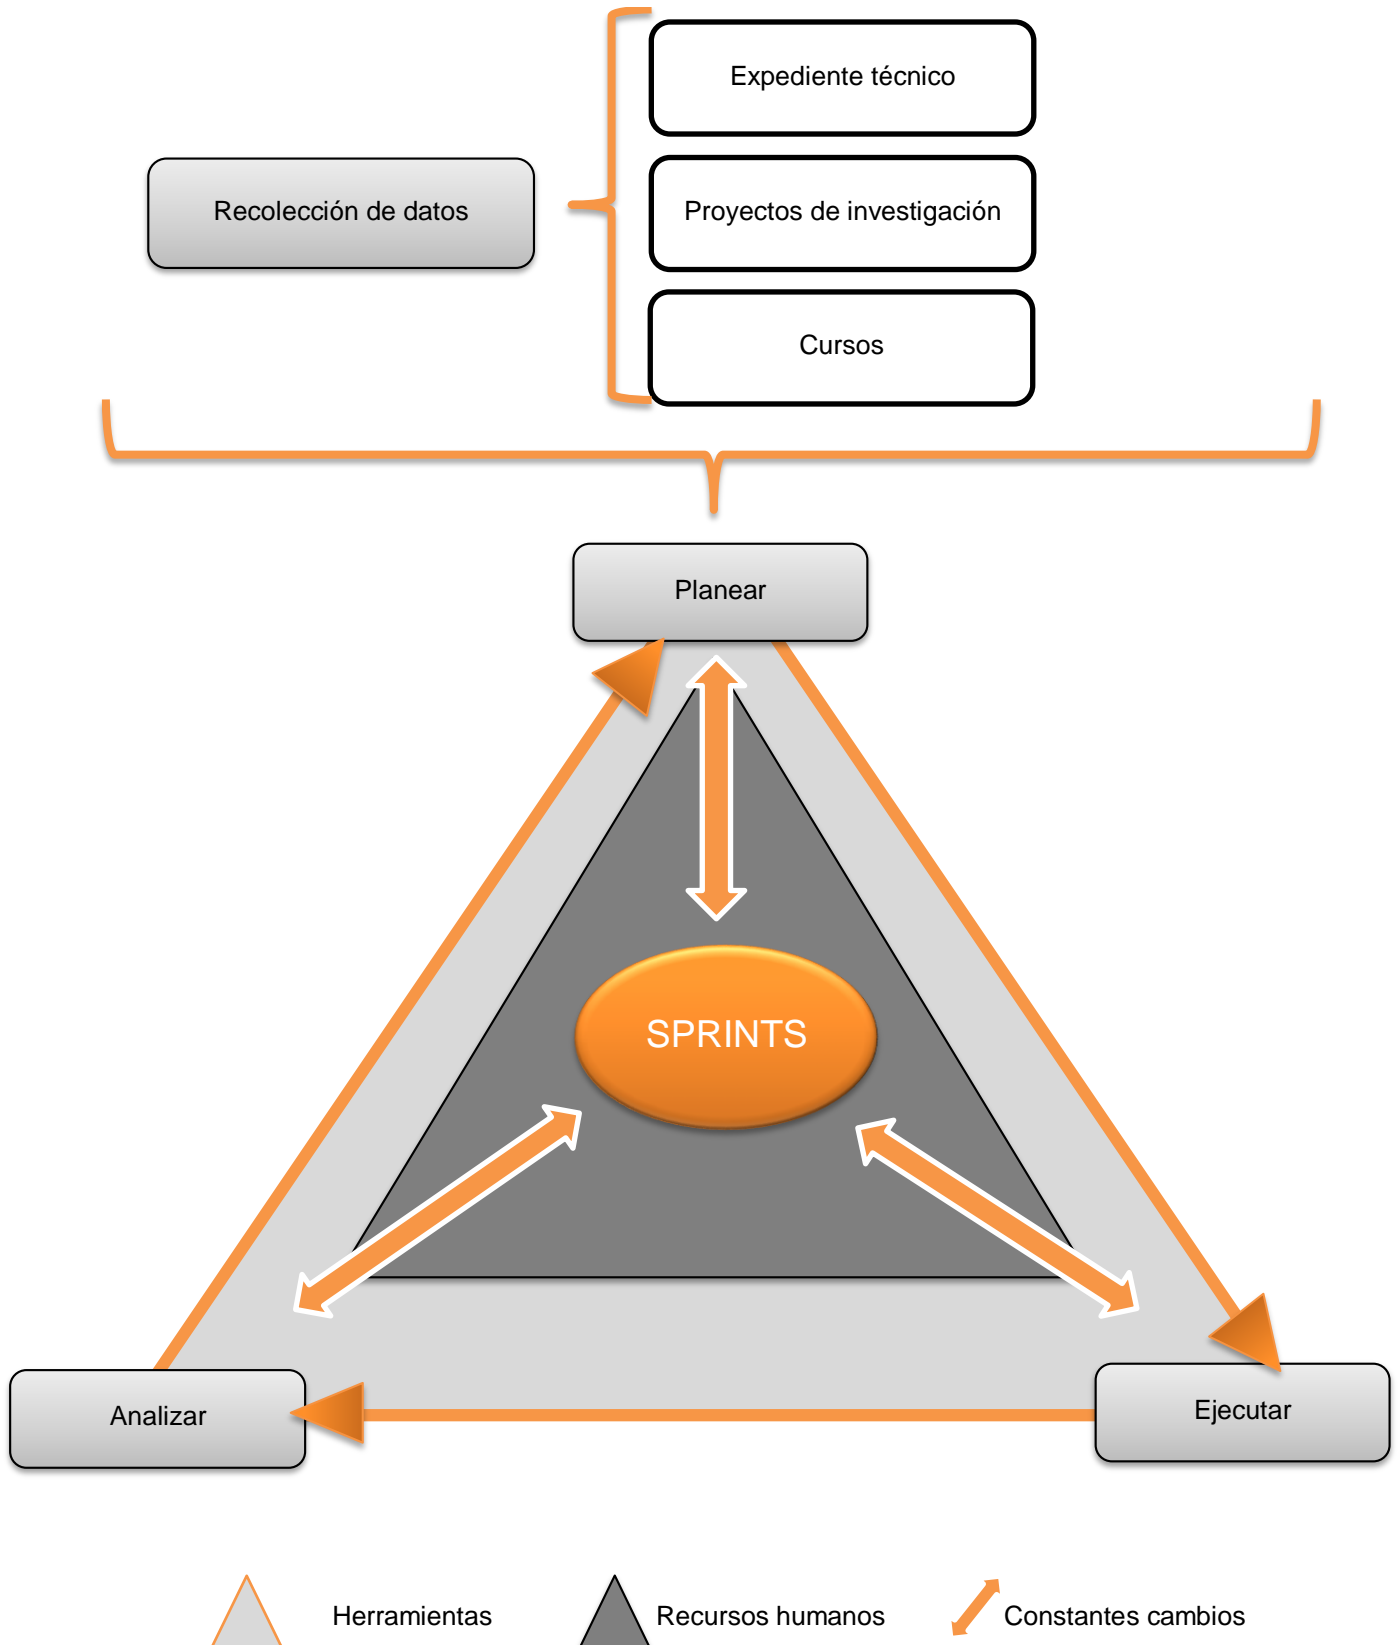 Expediente técnico
Recolección de datos
Proyectos de investigación
Cursos
Planear
SPRINTS
Analizar
Ejecutar
Herramientas
Recursos humanos
Constantes cambios